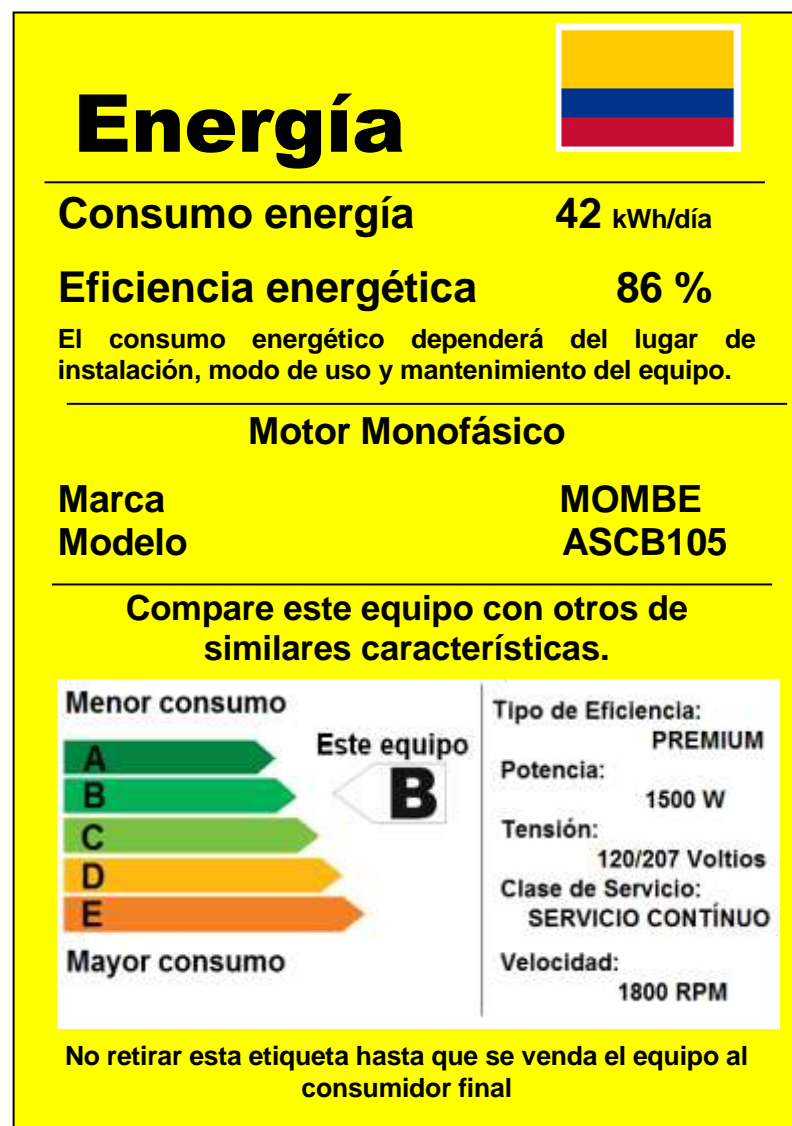 Energía
Consumo energía 42 kWh/día
Eficiencia energética 86 %
El consumo energético dependerá del lugar de
instalación, modo de uso y mantenimiento del equipo.
Motor Monofásico
Marca MOMBE
Modelo ASCB105
Compare este equipo con otros de
similares características.
Menor consumo
A
B
C
D
E
Mayor consumo
Este equipo
B
Tipo de Eficiencia:
PREMIUM
Potencia:
1500 W
Tensión:
120/207 Voltios
Clase de Servicio:
SERVICIO CONTÍNUO
Velocidad:
1800 RPM
No retirar esta etiqueta hasta que se venda el equipo al
consumidor final